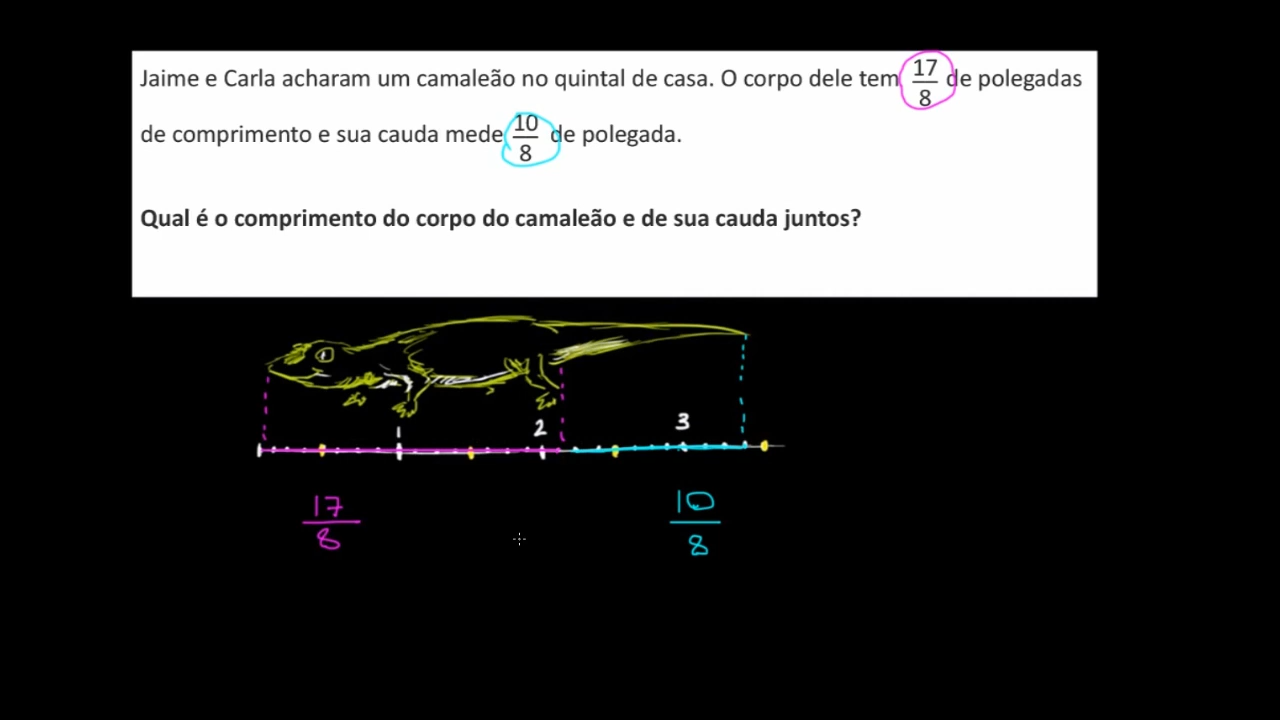 Jaime e Carla acharam um camaleão no quintal de casa. O corpo dele tem 17/8 de polegadas
de comprimento e sua cauda mede 10/8 de polegada.
Qual é o comprimento do corpo do camaleão e de sua cauda juntos?
1 2 3
17/8 10/8